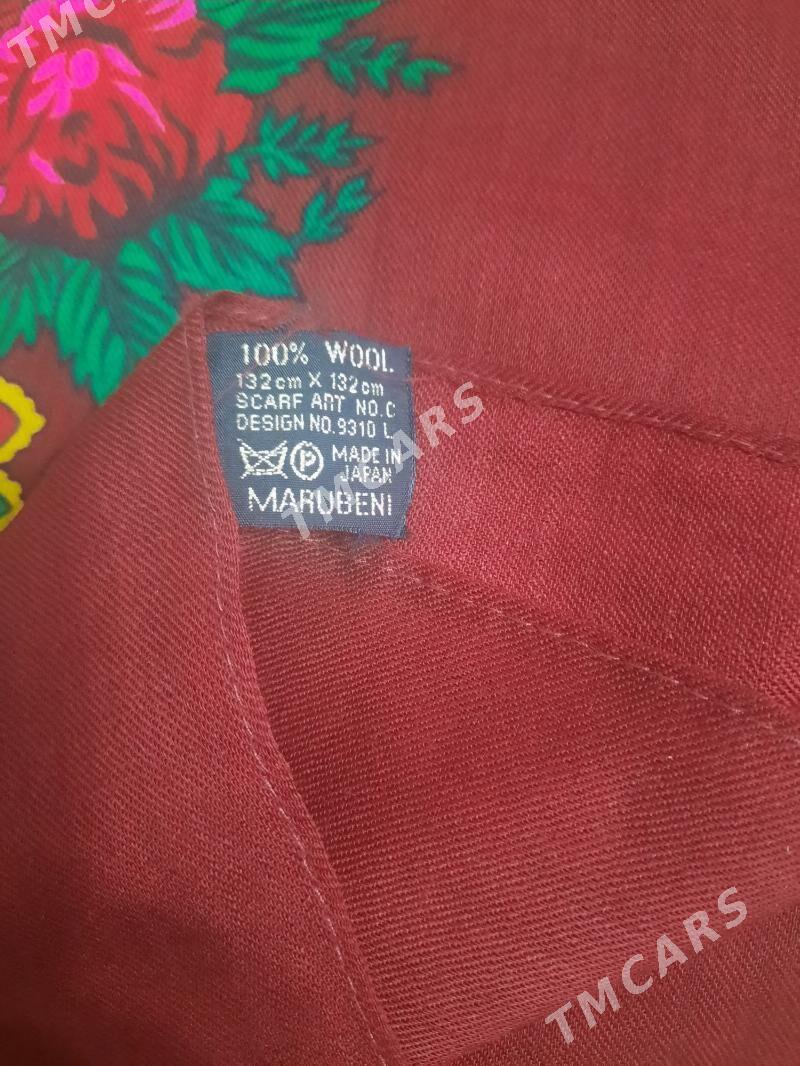 TMCARS
100% WOOL
132cm X 132cm
SCARF ART NO.C
DESIGN NO.9310 L
P MADE IN
JAPAN
MARUBENI
TMCARS
TMCARS